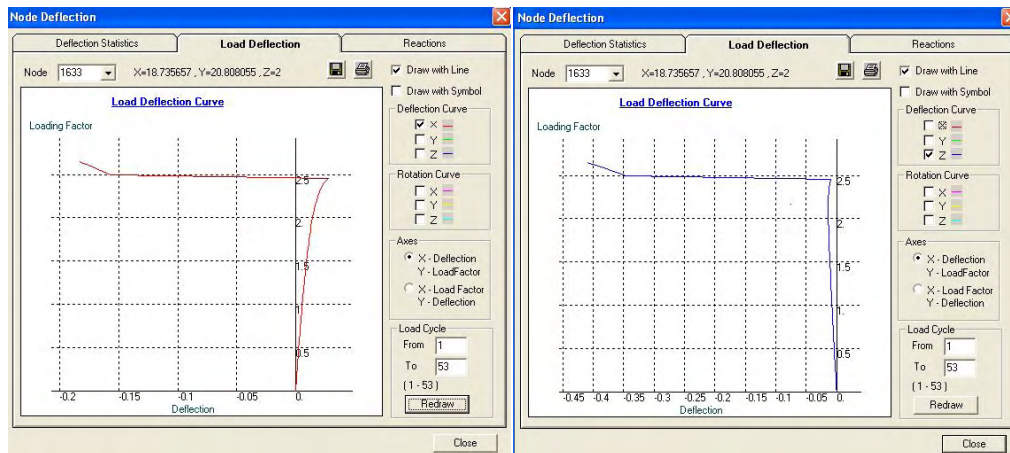 Node Deflection
Deflection Statistics
Load Deflection
Reactions
Node 1633 X=18.735657 , Y=20.808055 , Z=2
Draw with Line
Draw with Symbol
Load Deflection Curve
Loading Factor
2.5
2.
1.5
1.
0.5
-0.2 -0.15 -0.1 -0.05 0.
Deflection
Deflection Curve
X
Y
Z
Rotation Curve
X
Y
Z
Axes
X - Deflection
Y - LoadFactor
X - Load Factor
Y - Deflection
Load Cycle
From 1
To 53
( 1 - 53 )
Redraw
Close
Node Deflection
Deflection Statistics
Load Deflection
Reactions
Node 1633 X=18.735657 , Y=20.808055 , Z=2
Draw with Line
Draw with Symbol
Load Deflection Curve
Loading Factor
2.5
2.
1.5
1.
0.5
-0.45 -0.4 -0.35 -0.3 -0.25 -0.2 -0.15 -0.1 -0.05 0.
Deflection
Deflection Curve
X
Y
Z
Rotation Curve
X
Y
Z
Axes
X - Deflection
Y - LoadFactor
X - Load Factor
Y - Deflection
Load Cycle
From 1
To 53
( 1 - 53 )
Redraw
Close